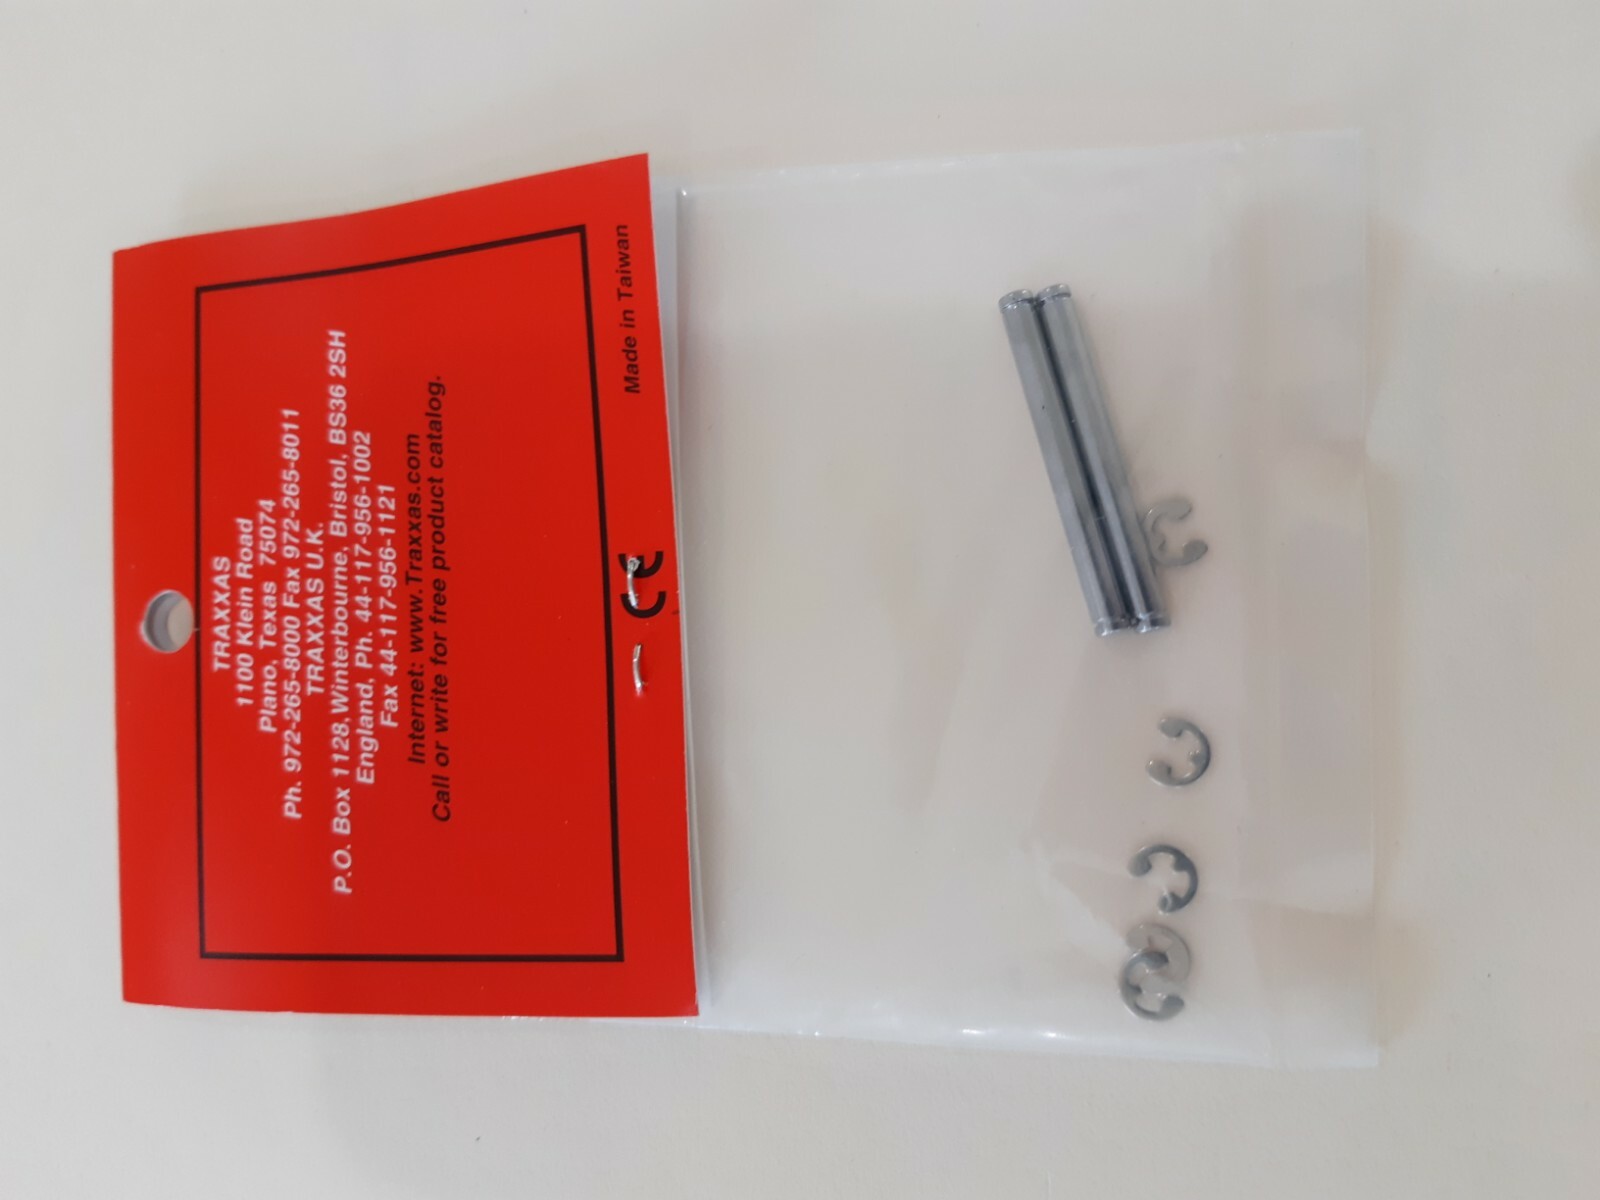 TRAXXAS
1100 Klein Road
Plano, Texas 75074
Ph. 972-265-8000 Fax 972-265-8011
TRAXXAS U.K.
P.O. Box 1128, Winterbourne, Bristol, BS36 2SH
England, Ph. 44-117-956-1002
Fax 44-117-956-1121
Internet: www.Traxxas.com
Call or write for free product catalog.
CE
Made in Taiwan